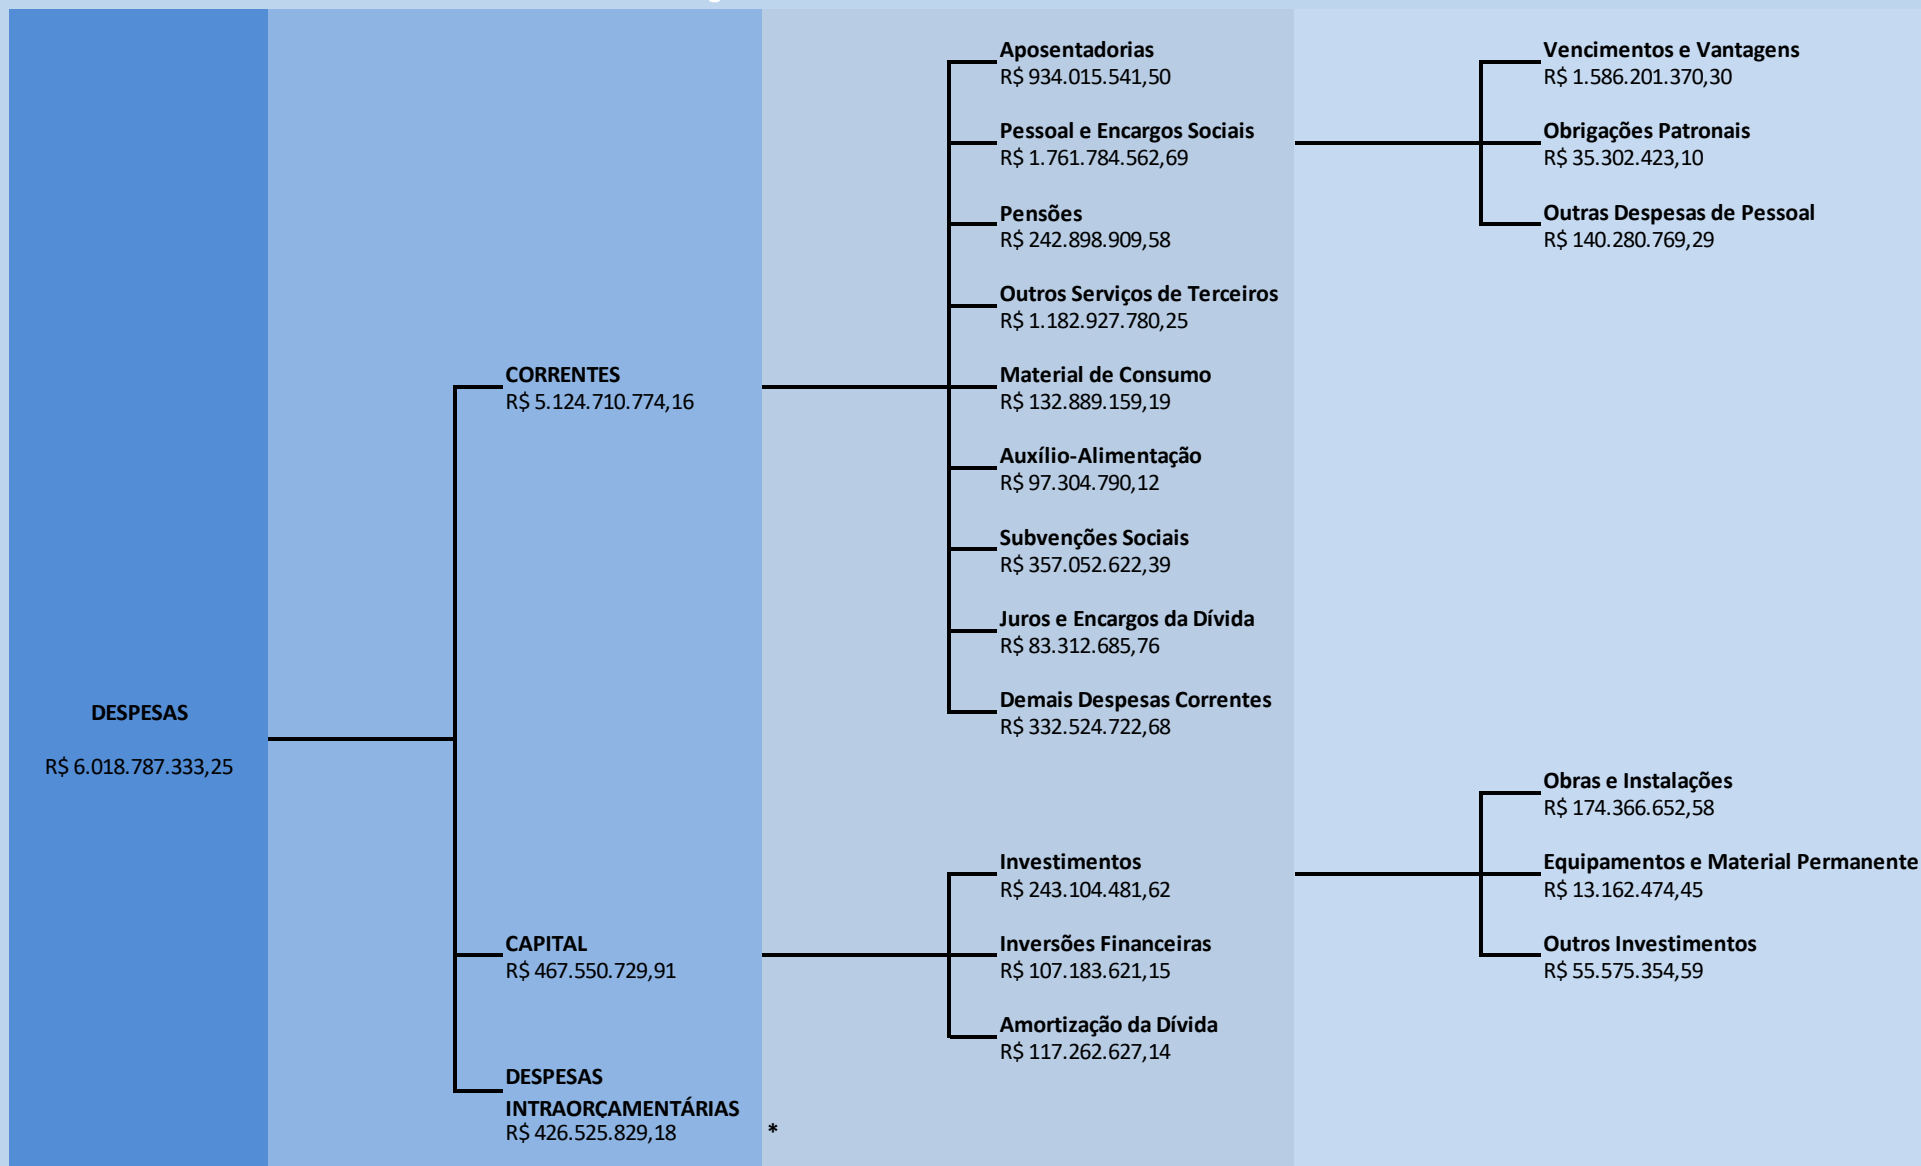 DESPESAS
R$ 6.018.787.333,25
CORRENTES
R$ 5.124.710.774,16
CAPITAL
R$ 467.550.729,91
DESPESAS
INTRAORÇAMENTÁRIAS
R$ 426.525.829,18 *
Aposentadorias
R$ 934.015.541,50
Pessoal e Encargos Sociais
R$ 1.761.784.562,69
Pensões
R$ 242.898.909,58
Outros Serviços de Terceiros
R$ 1.182.927.780,25
Material de Consumo
R$ 132.889.159,19
Auxílio-Alimentação
R$ 97.304.790,12
Subvenções Sociais
R$ 357.052.622,39
Juros e Encargos da Dívida
R$ 83.312.685,76
Demais Despesas Correntes
R$ 332.524.722,68
Investimentos
R$ 243.104.481,62
Inversões Financeiras
R$ 107.183.621,15
Amortização da Dívida
R$ 117.262.627,14
Vencimentos e Vantagens
R$ 1.586.201.370,30
Obrigações Patronais
R$ 35.302.423,10
Outras Despesas de Pessoal
R$ 140.280.769,29
Obras e Instalações
R$ 174.366.652,58
Equipamentos e Material Permanente
R$ 13.162.474,45
Outros Investimentos
R$ 55.575.354,59